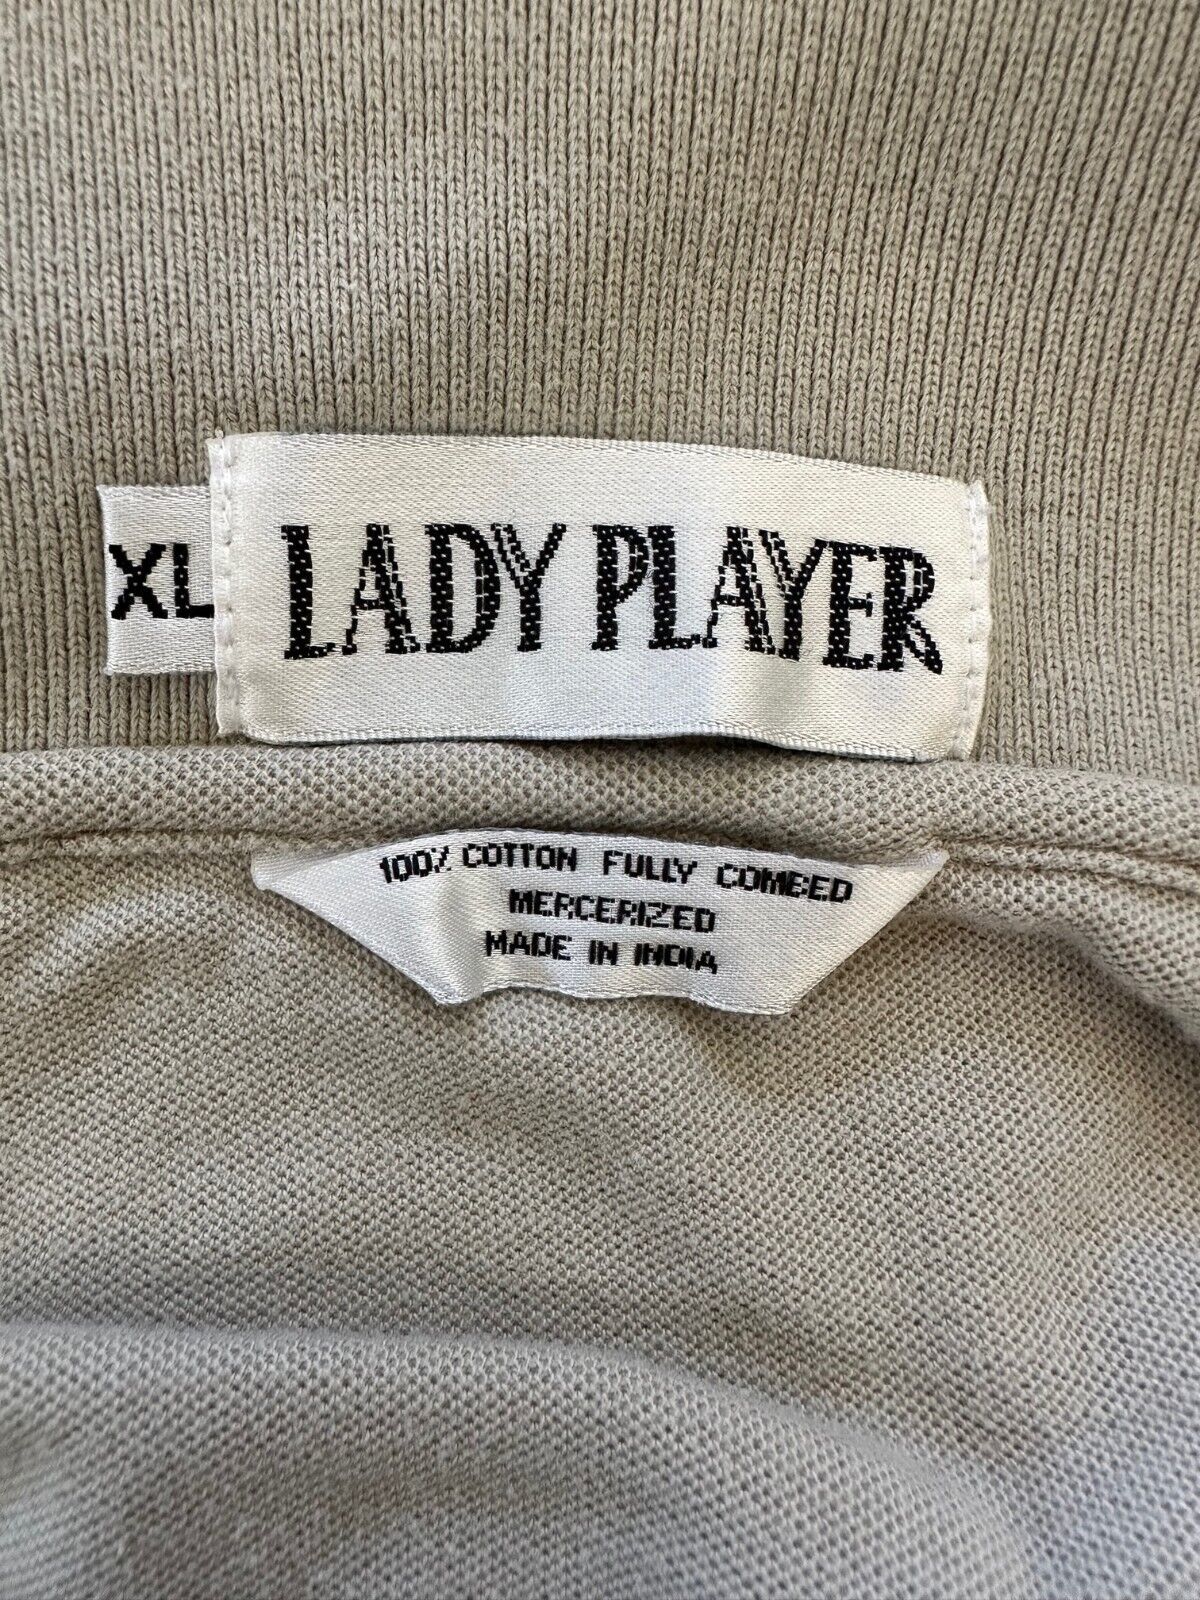 XL
LADY PLAYER
100% COTTON FULLY COMBED
MERCERIZED
MADE IN INDIA